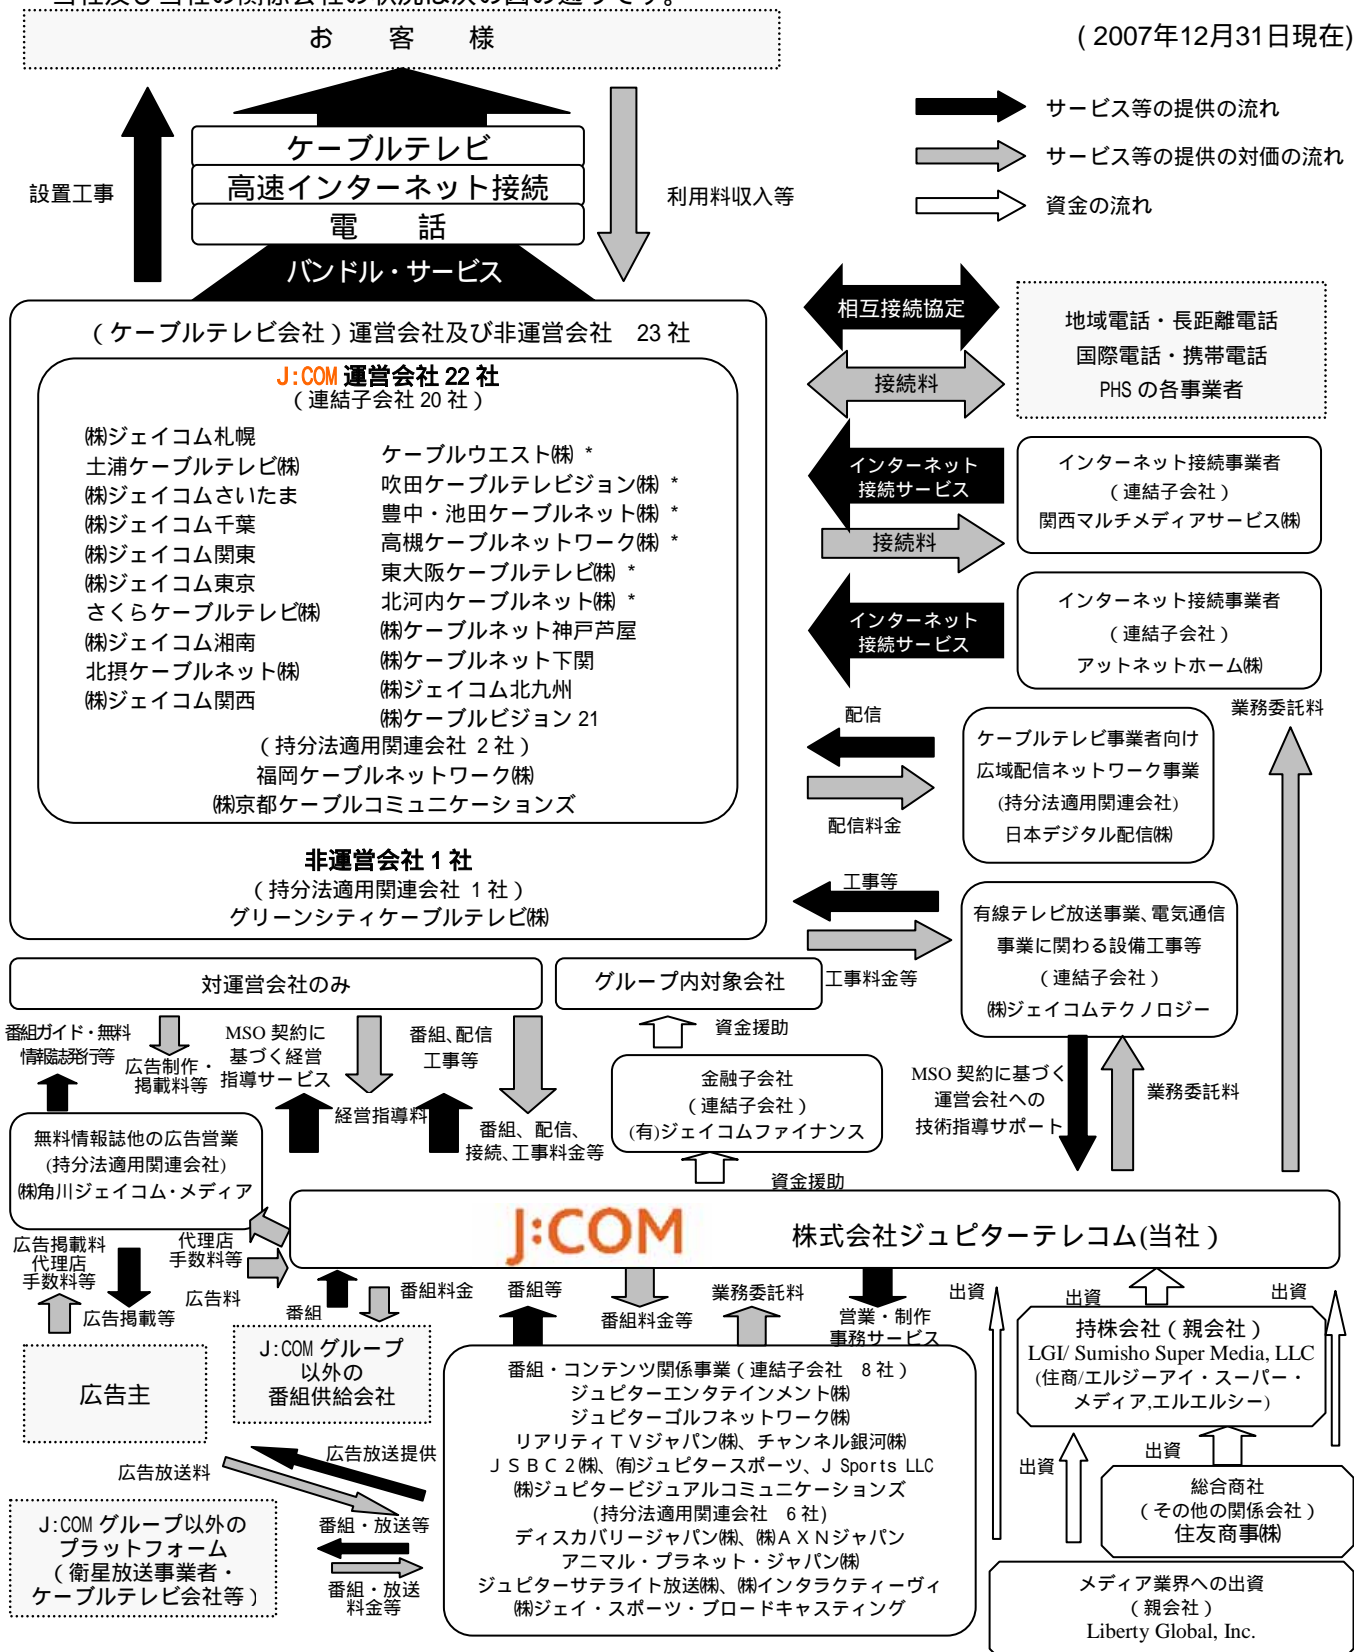 お 客 様
( 2007年12月31日現在)
サービス等の提供の流れ
サービス等の提供の対価の流れ
資金の流れ
設置工事
ケーブルテレビ
高速インターネット接続
電 話
バンドル・サービス
利用料収入等
(ケーブルテレビ会社)運営会社及び非運営会社 23 社
J:COM 運営会社 22 社
(連結子会社 20 社)
㈱ジェイコム札幌
土浦ケーブルテレビ㈱
㈱ジェイコムさいたま
㈱ジェイコム千葉
㈱ジェイコム関東
㈱ジェイコム東京
さくらケーブルテレビ㈱
㈱ジェイコム湘南
北摂ケーブルネット㈱
㈱ジェイコム関西
ケーブルウエスト㈱ *
吹田ケーブルテレビジョン㈱ *
豊中・池田ケーブルネット㈱ *
高槻ケーブルネットワーク㈱ *
東大阪ケーブルテレビ㈱ *
北河内ケーブルネット㈱ *
㈱ケーブルネット神戸芦屋
㈱ケーブルネット下関
㈱ジェイコム北九州
㈱ケーブルビジョン 21
(持分法適用関連会社 2 社)
福岡ケーブルネットワーク㈱
㈱京都ケーブルコミュニケーションズ
非運営会社 1 社
(持分法適用関連会社 1 社)
グリーンシティケーブルテレビ㈱
相互接続協定
接続料
地域電話・長距離電話
国際電話・携帯電話
PHS の各事業者
インターネット
接続サービス
接続料
インターネット接続事業者
(連結子会社)
関西マルチメディアサービス㈱
インターネット
接続サービス
インターネット接続事業者
(連結子会社)
アットネットホーム㈱
配信
配信料金
ケーブルテレビ事業者向け
広域配信ネットワーク事業
(持分法適用関連会社)
日本デジタル配信㈱
業務委託料
工事等
工事料金等
有線テレビ放送事業、電気通信
事業に関わる設備工事等
(連結子会社)
㈱ジェイコムテクノロジー
対運営会社のみ
グループ内対象会社
番組ガイド・無料
情報誌発行等
広告制作・
掲載料等
MSO 契約に
基づく経営
指導サービス
経営指導料
番組、配信
工事等
番組、配信、
接続、工事料金等
資金援助
金融子会社
(連結子会社)
(有)ジェイコムファイナンス
資金援助
MSO 契約に基づく
運営会社への
技術指導サポート
業務委託料
無料情報誌他の広告営業
(持分法適用関連会社)
㈱角川ジェイコム・メディア
J:COM 株式会社ジュピターテレコム(当社)
広告掲載料
代理店
手数料等
広告掲載等
代理店
手数料等
広告料
番組
番組料金
番組等
番組料金等
業務委託料
営業・制作
事務サービス
出資
出資
出資
広告主
J:COM グループ
以外の
番組供給会社
番組・コンテンツ関係事業(連結子会社 8 社)
ジュピターエンタテインメント㈱
ジュピターゴルフネットワーク㈱
リアリティTVジャパン㈱、チャンネル銀河㈱
JSBC2㈱、㈲ジュピタースポーツ、J Sports LLC
㈱ジュピタービジュアルコミュニケーションズ
(持分法適用関連会社 6 社)
ディスカバリージャパン㈱、㈱AXNジャパン
アニマル・プラネット・ジャパン㈱
ジュピターサテライト放送㈱、㈱インタラクティーヴィ
㈱ジェイ・スポーツ・ブロードキャスティング
持株会社(親会社)
LGI/ Sumisho Super Media, LLC
(住商/エルジーアイ・スーパー・
メディア,エルエルシー)
出資
出資
総合商社
(その他の関係会社)
住友商事㈱
メディア業界への出資
(親会社)
Liberty Global, Inc.
広告放送料
広告放送提供
番組・放送等
番組・放送
料金等
J:COM グループ以外の
プラットフォーム
(衛星放送事業者・
ケーブルテレビ会社等)